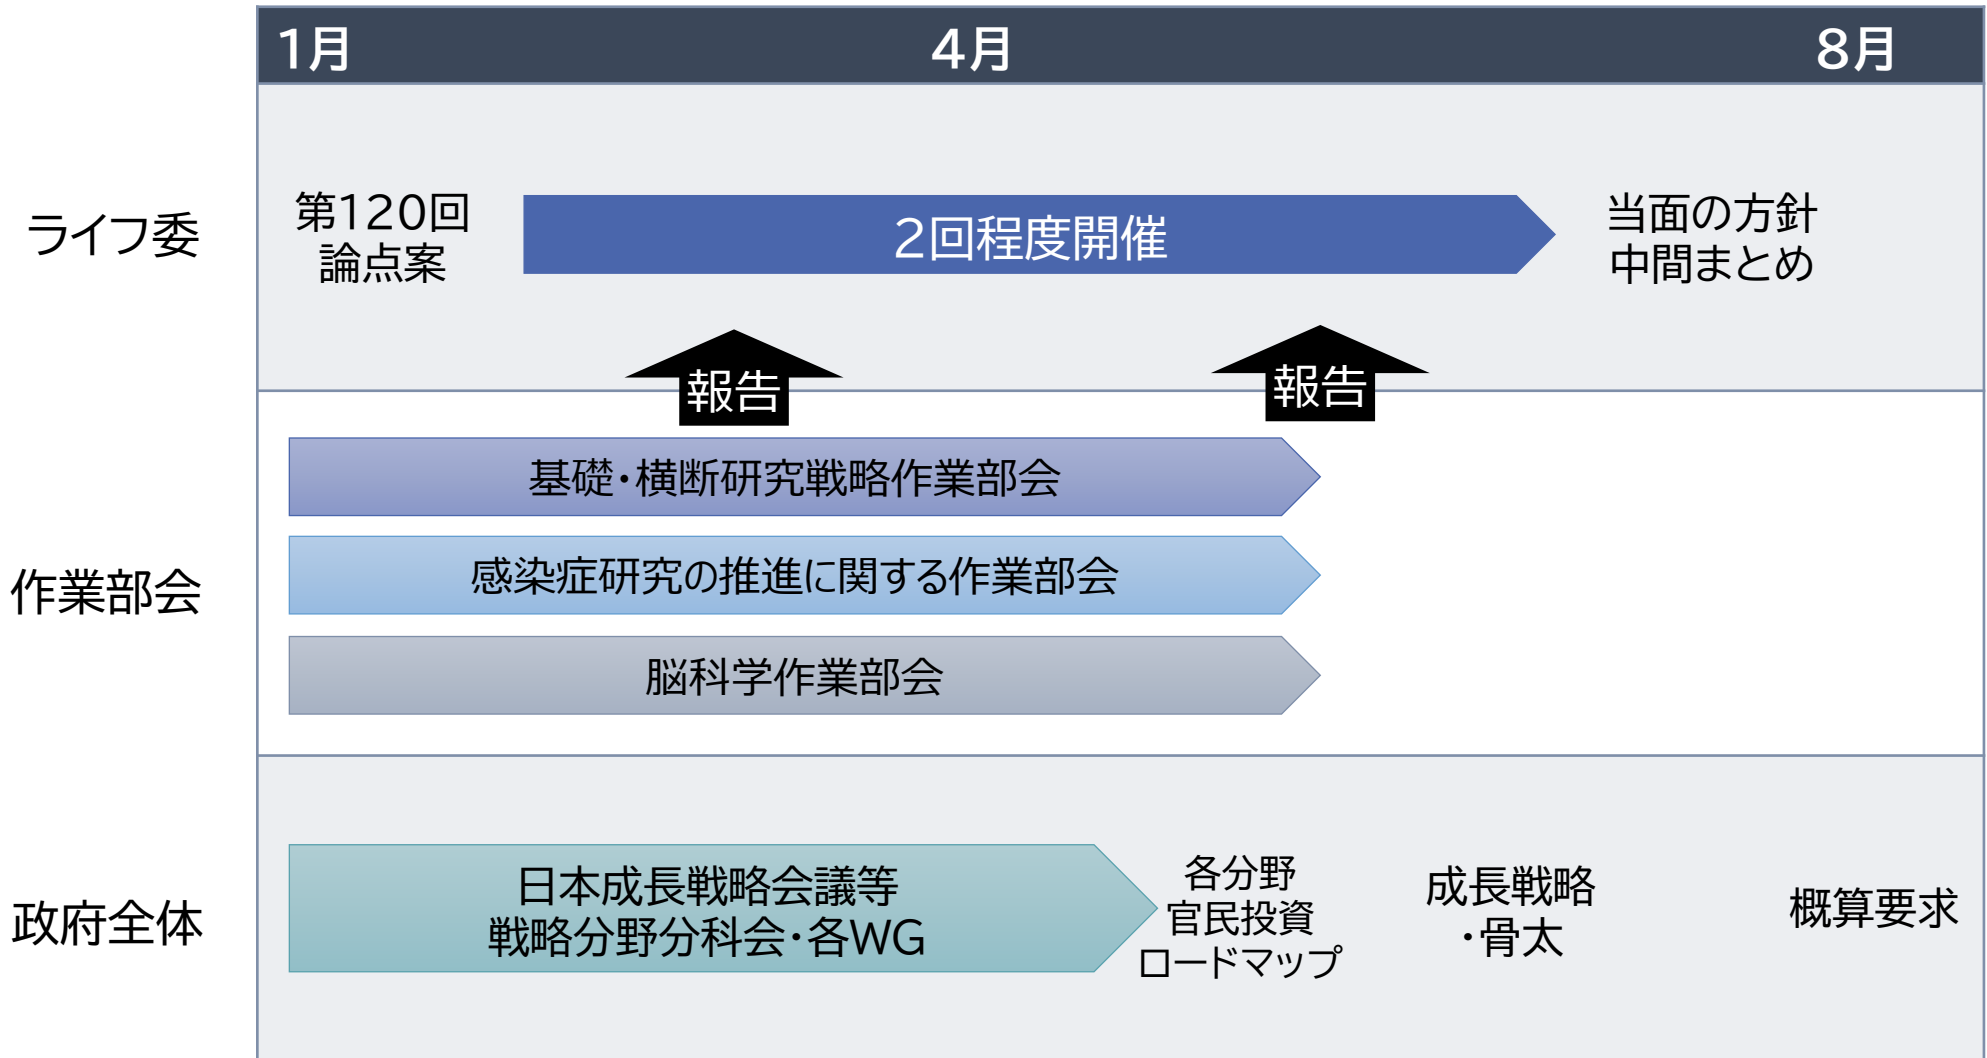 1月
4月
8月
ライフ委
第120回
論点案
2回程度開催
当面の方針
中間まとめ
報告
報告
作業部会
基礎・横断研究戦略作業部会
感染症研究の推進に関する作業部会
脳科学作業部会
政府全体
日本成長戦略会議等
戦略分野分科会・各WG
各分野
官民投資
ロードマップ
成長戦略
・骨太
概算要求